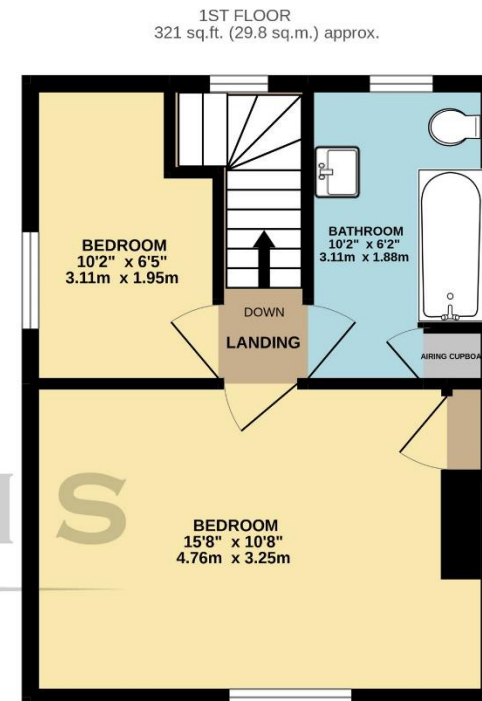 1ST FLOOR
321 sq.ft. (29.8 sq.m.) approx.
BEDROOM
10'2" x 6'5"
3.11m x 1.95m
BATHROOM
10'2" x 6'2"
3.11m x 1.88m
DOWN
LANDING
AIRING CUPBOA
BEDROOM
15'8" x 10'8"
4.76m x 3.25m
S